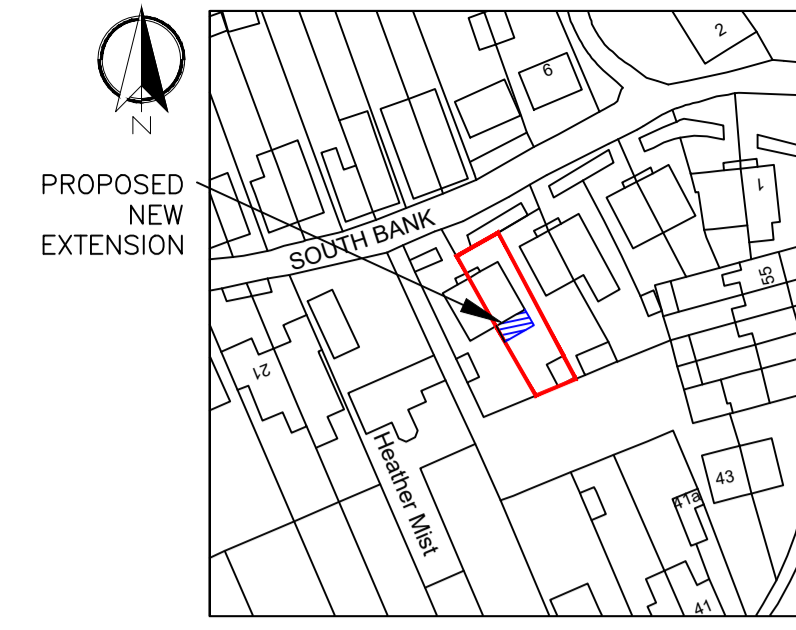 N
PROPOSED
NEW
EXTENSION
SOUTH BANK
2
6
1
55
21
Heather Mist
43
41a
41